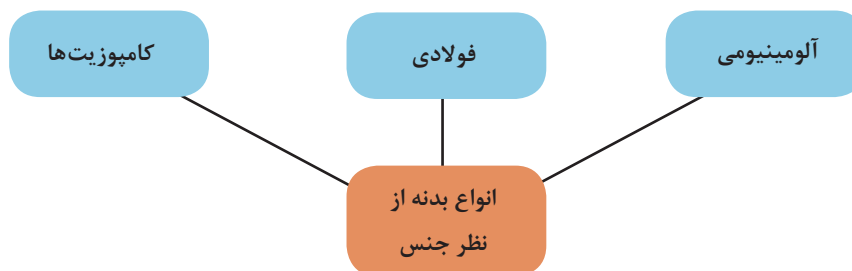 آلومینیومی
فولادی
کامپوزیت‌ها
انواع بدنه از
نظر جنس